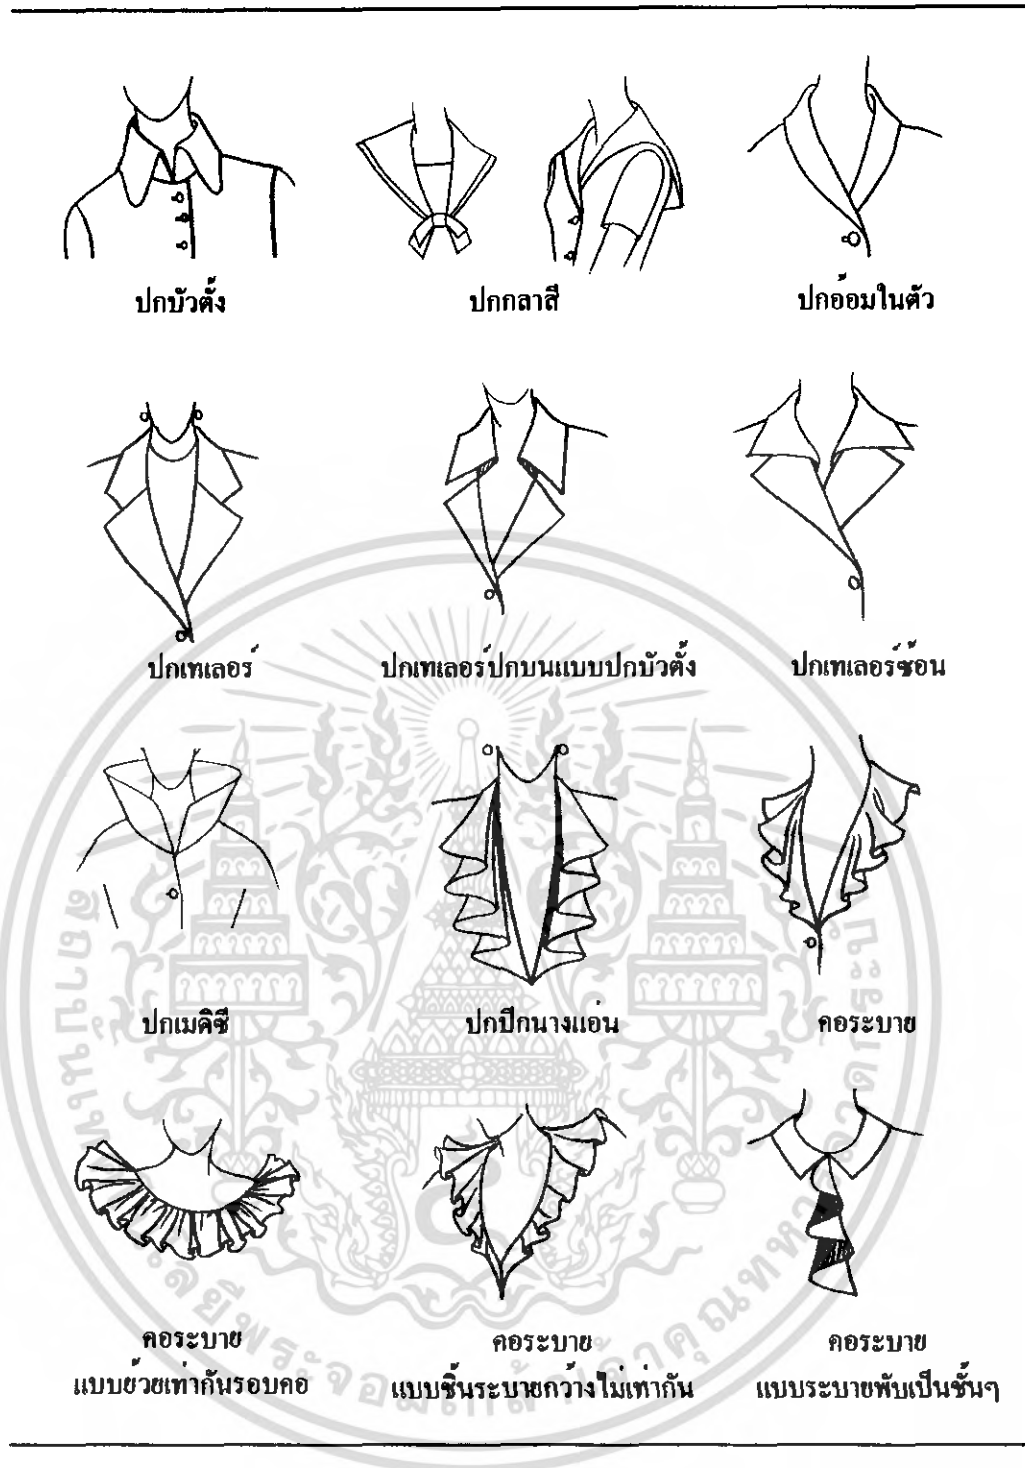 ปกบัวตั้ง
ปกกลาสี
ปกอ้อมในตัว
ปกเทเลอร์
ปกเทเลอร์ปกบนแบบปกบัวตั้ง
ปกเทเลอร์ซ้อน
ปกเมดิซี
ปกปีกนางแอ่น
คอระบาย
คอระบาย
แบบย้วยเท่ากันรอบคอ
คอระบาย
แบบชิ้นระบายกว้างไม่เท่ากัน
คอระบาย
แบบระบายพับเป็นชั้นๆ